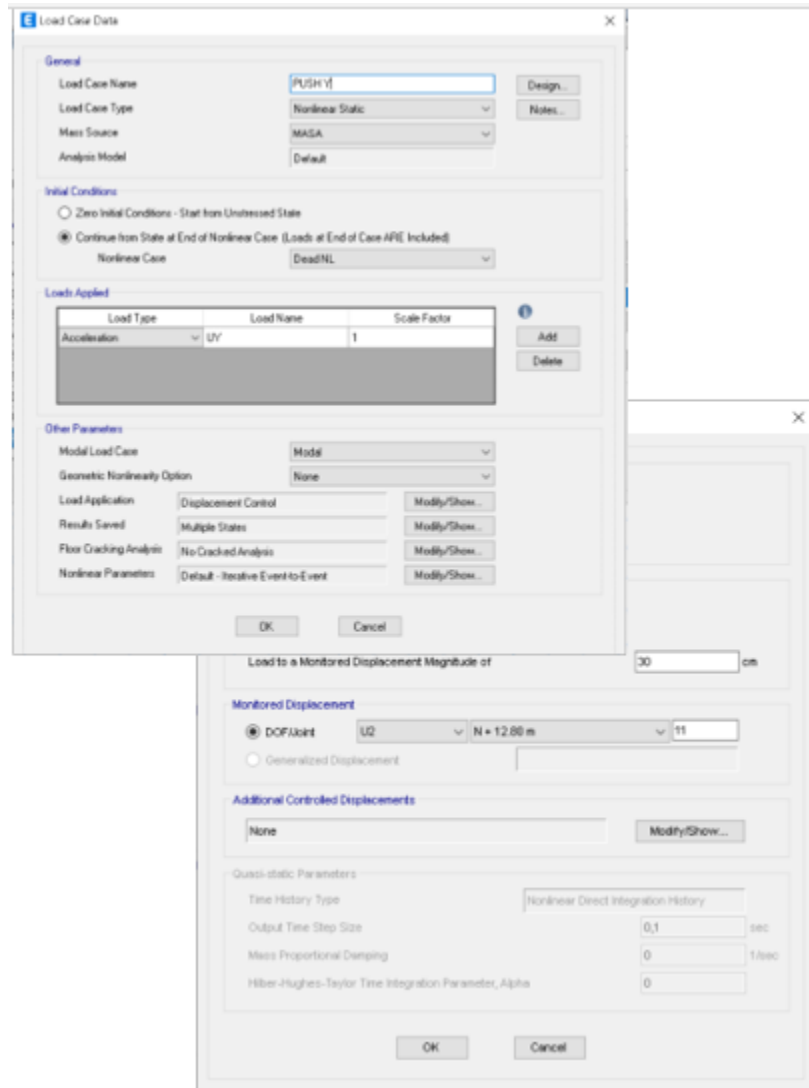 E Load Case Data
General
Load Case Name PUSH Y Design...
Load Case Type Nonlinear Static Notes...
Mass Source MASA
Analysis Model Default
Initial Conditions
Zero Initial Conditions - Start from Unstressed State
Continue from State at End of Nonlinear Case (Loads at End of Case ARE Included)
Nonlinear Case DeadNL
Loads Applied
Load Type Load Name Scale Factor
Acceleration UY 1
Add
Delete
Other Parameters
Modal Load Case Modal
Geometric Nonlinearity Option None
Load Application Displacement Control Modify/Show...
Results Saved Multiple States Modify/Show...
Floor Cracking Analysis No Cracked Analysis Modify/Show...
Nonlinear Parameters Default - Iterative Event-to-Event Modify/Show...
OK Cancel
Load to a Monitored Displacement Magnitude of 30 cm
Monitored Displacement
DOF/Joint U2 N + 12.80 m 11
Generalized Displacement
Additional Controlled Displacements
None Modify/Show...
Quasi-static Parameters
Time History Type Nonlinear Direct Integration History
Output Time Step Size 0,1 sec
Mass Proportional Damping 0 1/sec
Hilber-Hughes-Taylor Time Integration Parameter, Alpha 0
OK Cancel